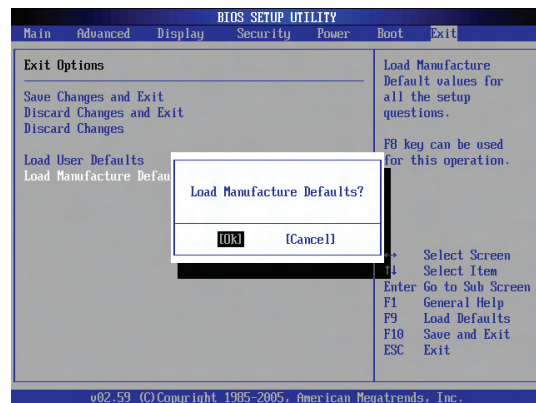 BIOS SETUP UTILITY
Main Advanced Display Security Power Boot Exit
Exit Options
Save Changes and Exit
Discard Changes and Exit
Discard Changes
Load User Defaults
Load Manufacture Defau
Load Manufacture Defaults?
[Ok] [Cancel]
Load Manufacture
Default values for
all the setup
questions.
F8 key can be used
for this operation.
↔ Select Screen
↑↓ Select Item
Enter Go to Sub Screen
F1 General Help
F9 Load Defaults
F10 Save and Exit
ESC Exit
v02.59 (C)Copyright 1985-2005, American Megatrends, Inc.